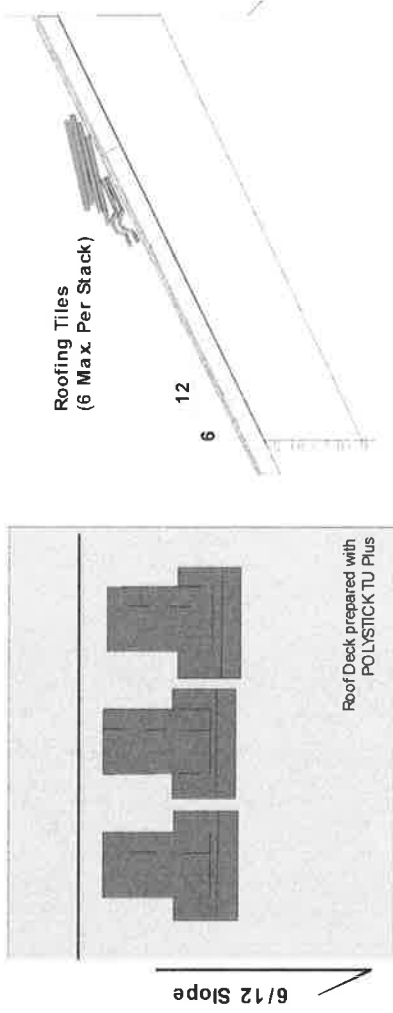 Roofing Tiles
(6 Max. Per Stack)
12
6
Roof Deck prepared with
POLYSTICK TU Plus
6/12 Slope